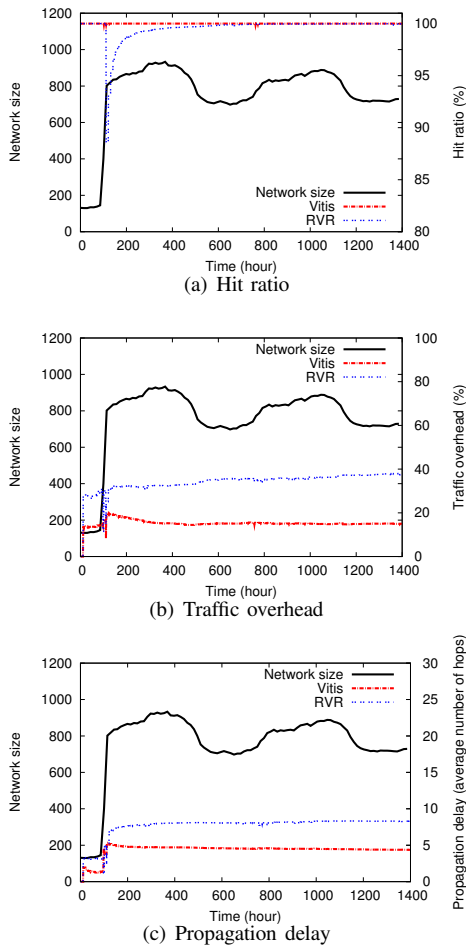 1200
1000
800
600
400
200
0
Network size
100
95
90
85
80
Hit ratio (%)
Network size
Vitis
RVR
0 200 400 600 800 1000 1200 1400
Time (hour)
(a) Hit ratio
1200
1000
800
600
400
200
0
Network size
100
80
60
40
20
0
Traffic overhead (%)
Network size
Vitis
RVR
0 200 400 600 800 1000 1200 1400
Time (hour)
(b) Traffic overhead
1200
1000
800
600
400
200
0
Network size
30
25
20
15
10
5
0
Propagation delay (average number of hops)
Network size
Vitis
RVR
0 200 400 600 800 1000 1200 1400
Time (hour)
(c) Propagation delay